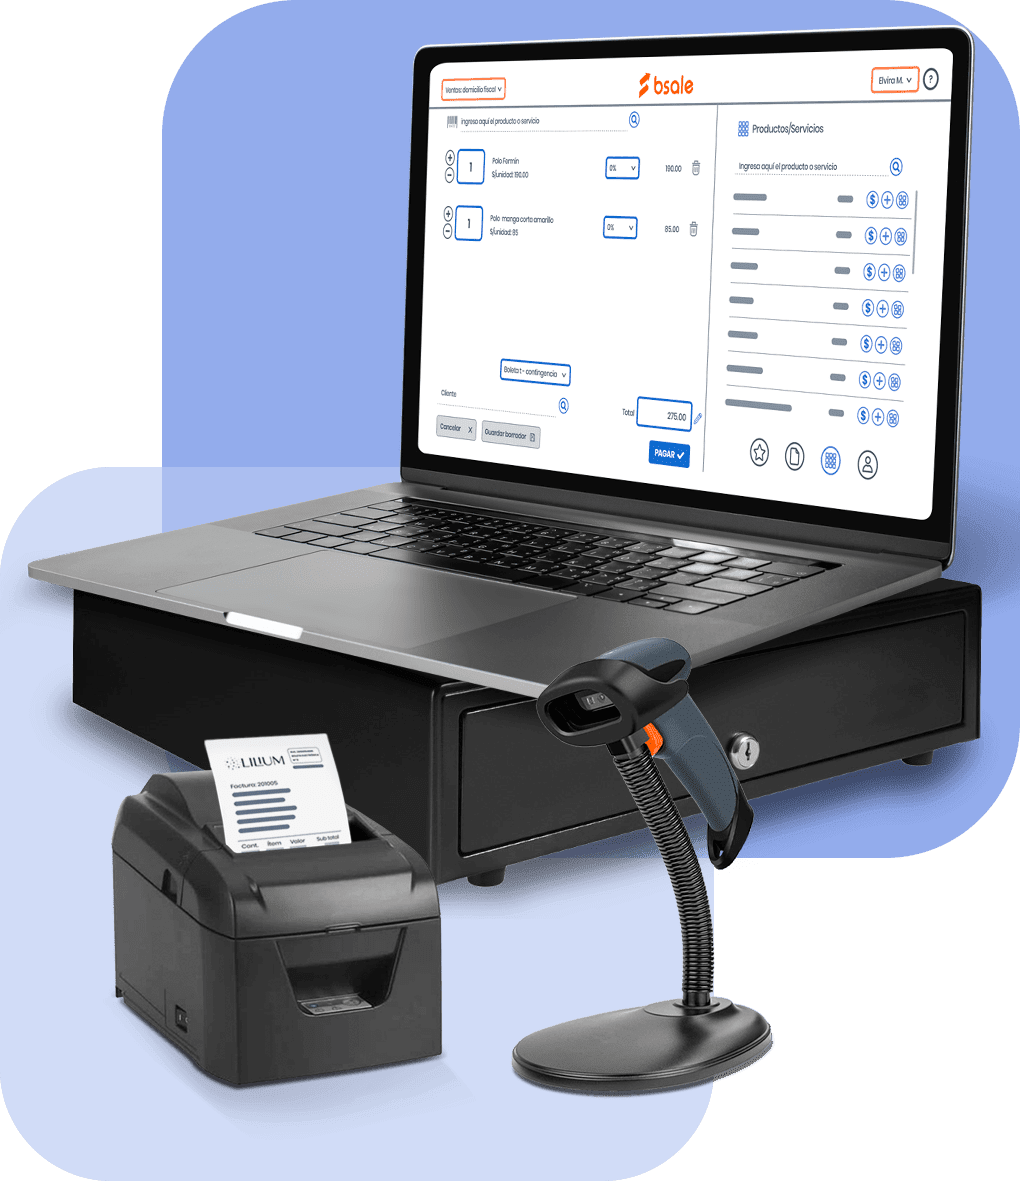 Ventas: domicilio fiscal
bsale
Elvira M.
?
Ingresa aquí el producto o servicio
Productos/Servicios
Ingresa aquí el producto o servicio
1
Polo Fermin
S/unidad: 190.00
0%
190.00
1
Polo manga corta amarillo
S/unidad: 85
0%
85.00
Boleta t - contingencia
Cliente
Total
275.00
Cancelar X
Guardar borrador
PAGAR
LILIUM
Factura: 201005
Cant. Item Valor Sub total